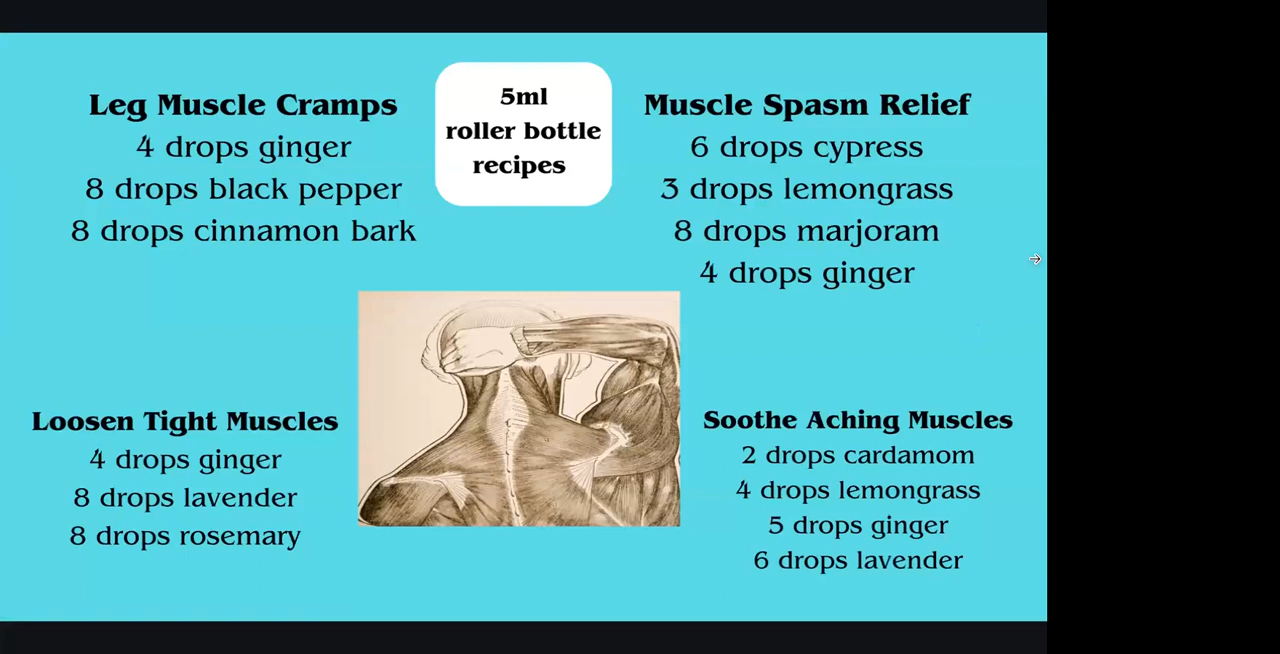 5ml
roller bottle
recipes
Leg Muscle Cramps
4 drops ginger
8 drops black pepper
8 drops cinnamon bark
Muscle Spasm Relief
6 drops cypress
3 drops lemongrass
8 drops marjoram
4 drops ginger
Loosen Tight Muscles
4 drops ginger
8 drops lavender
8 drops rosemary
Soothe Aching Muscles
2 drops cardamom
4 drops lemongrass
5 drops ginger
6 drops lavender